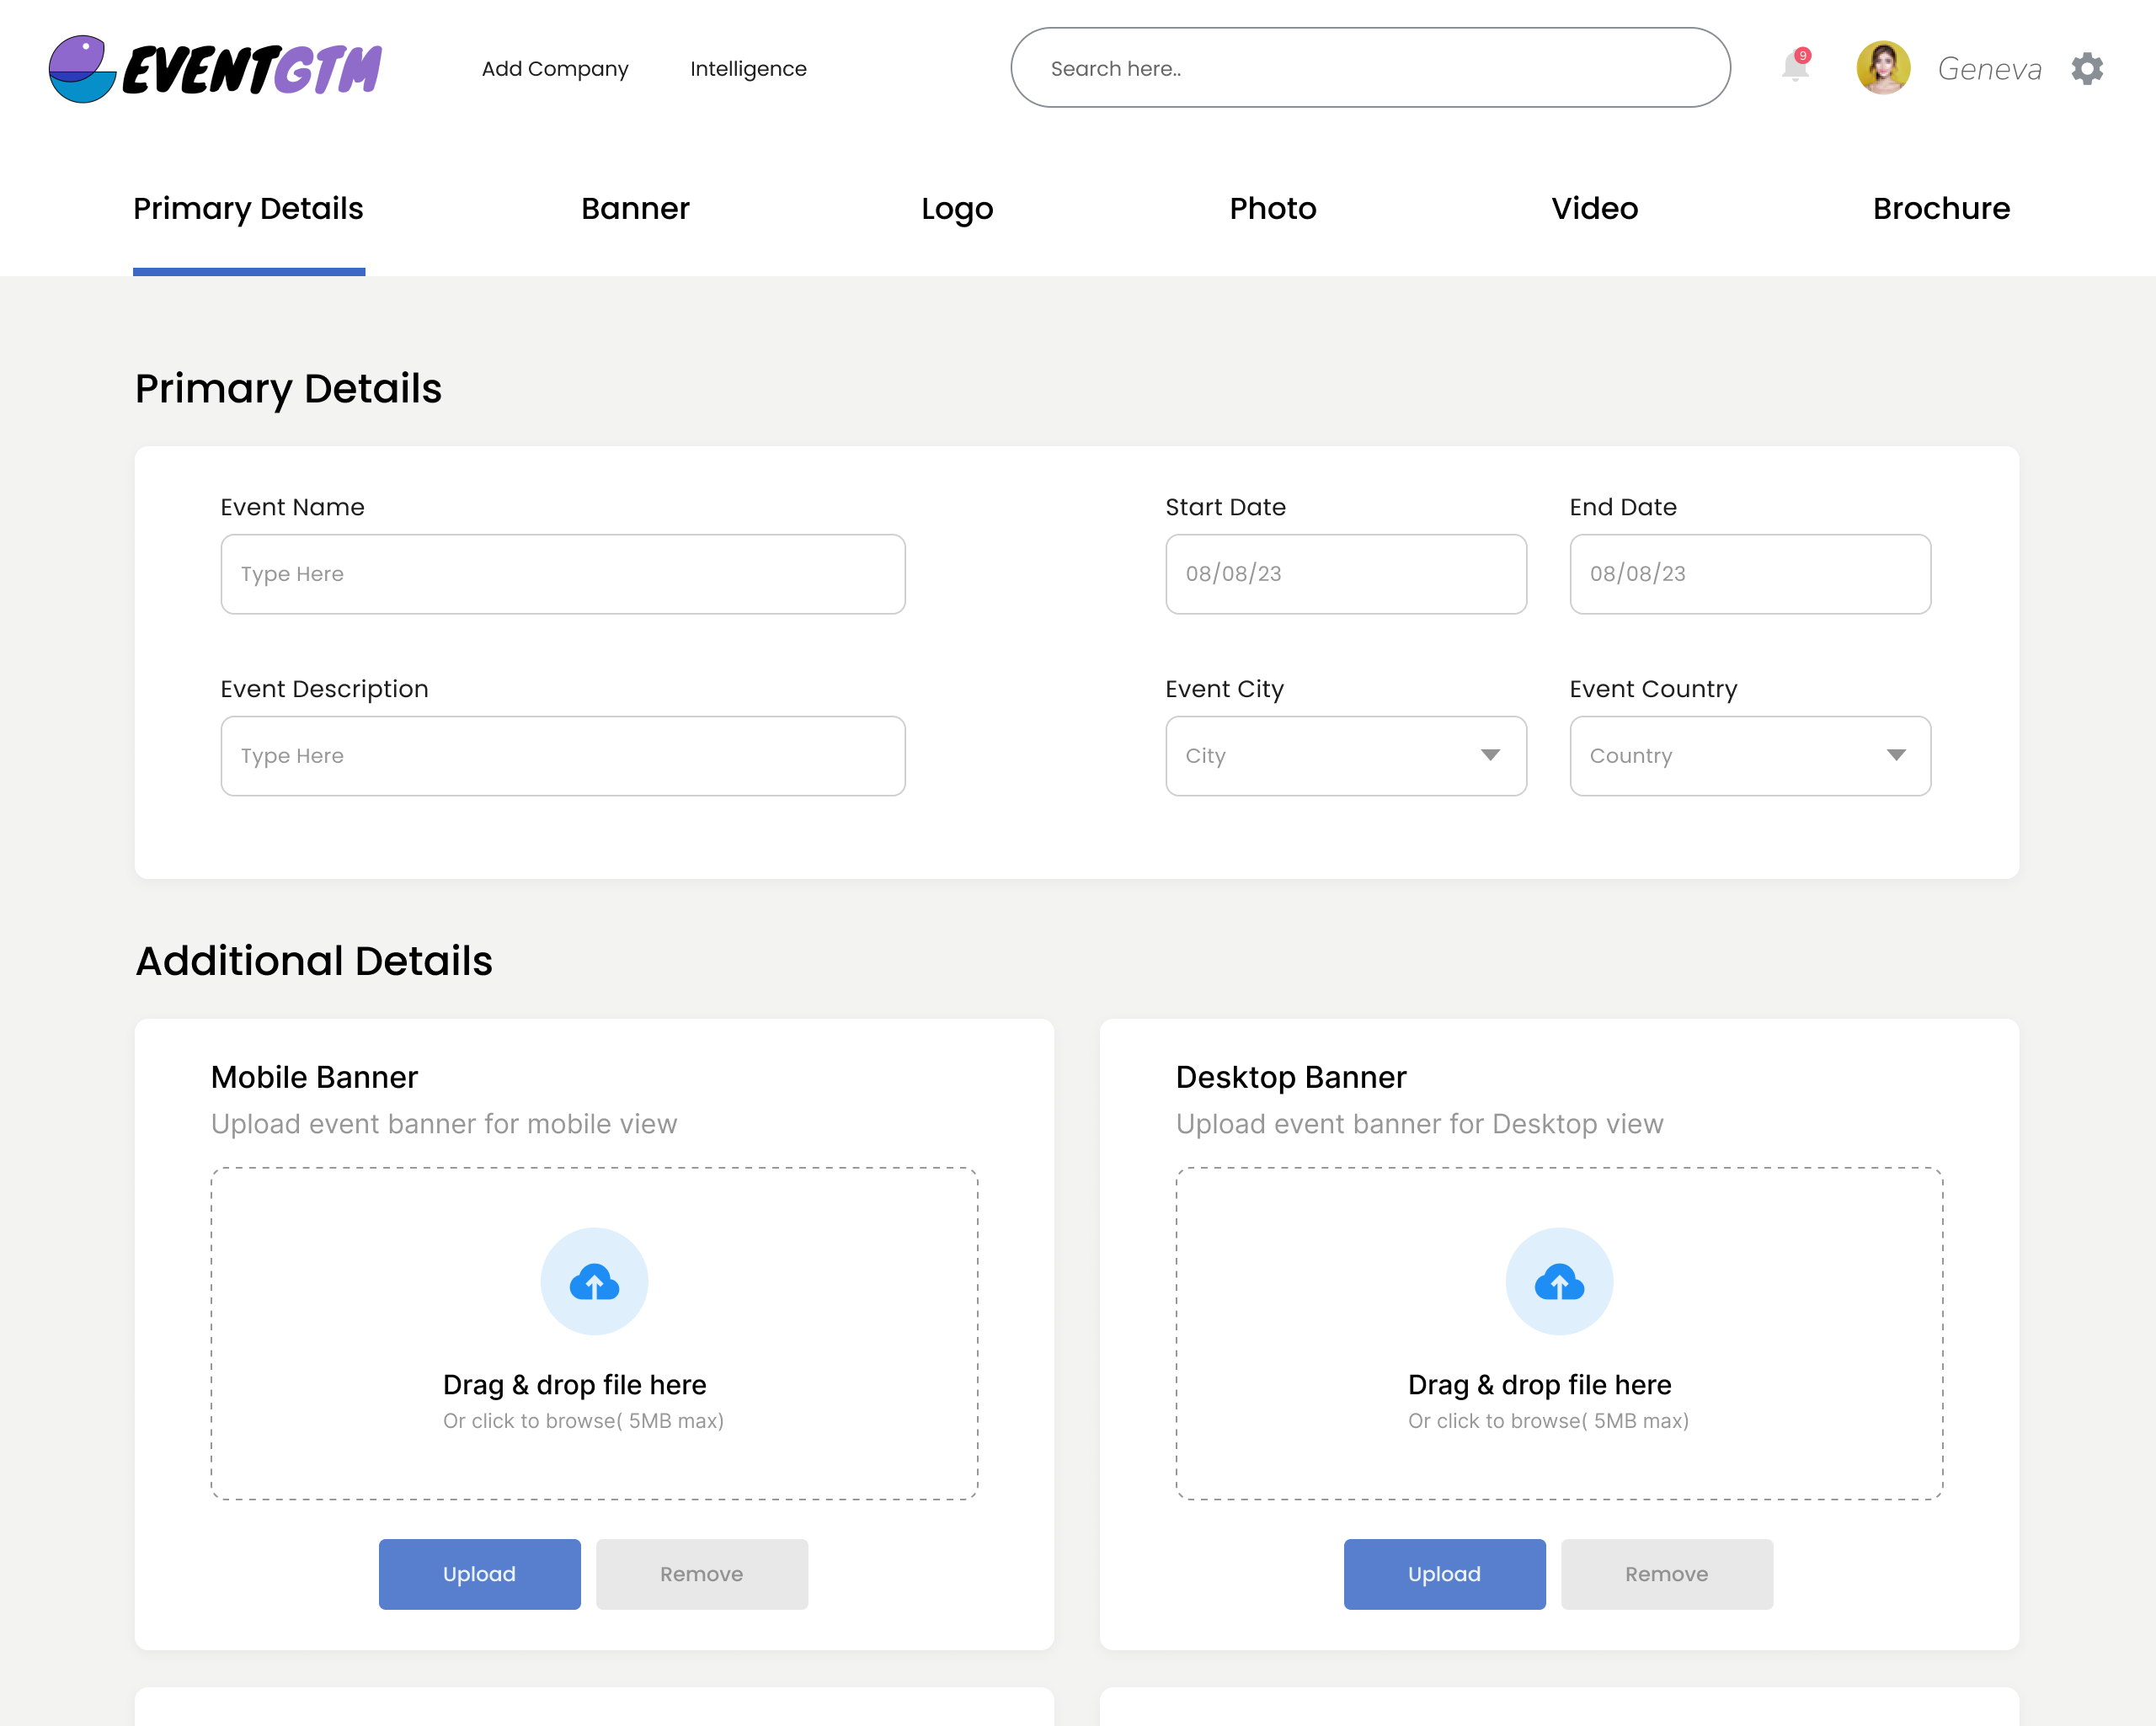 EVENTGTM
Add Company
Intelligence
Search here..
9
Geneva
Primary Details
Banner
Logo
Photo
Video
Brochure
Primary Details
Event Name
Start Date
End Date
Type Here
08/08/23
08/08/23
Event Description
Event City
Event Country
Type Here
City
Country
Additional Details
Mobile Banner
Upload event banner for mobile view
Drag & drop file here
Or click to browse( 5MB max)
Upload
Remove
Desktop Banner
Upload event banner for Desktop view
Drag & drop file here
Or click to browse( 5MB max)
Upload
Remove